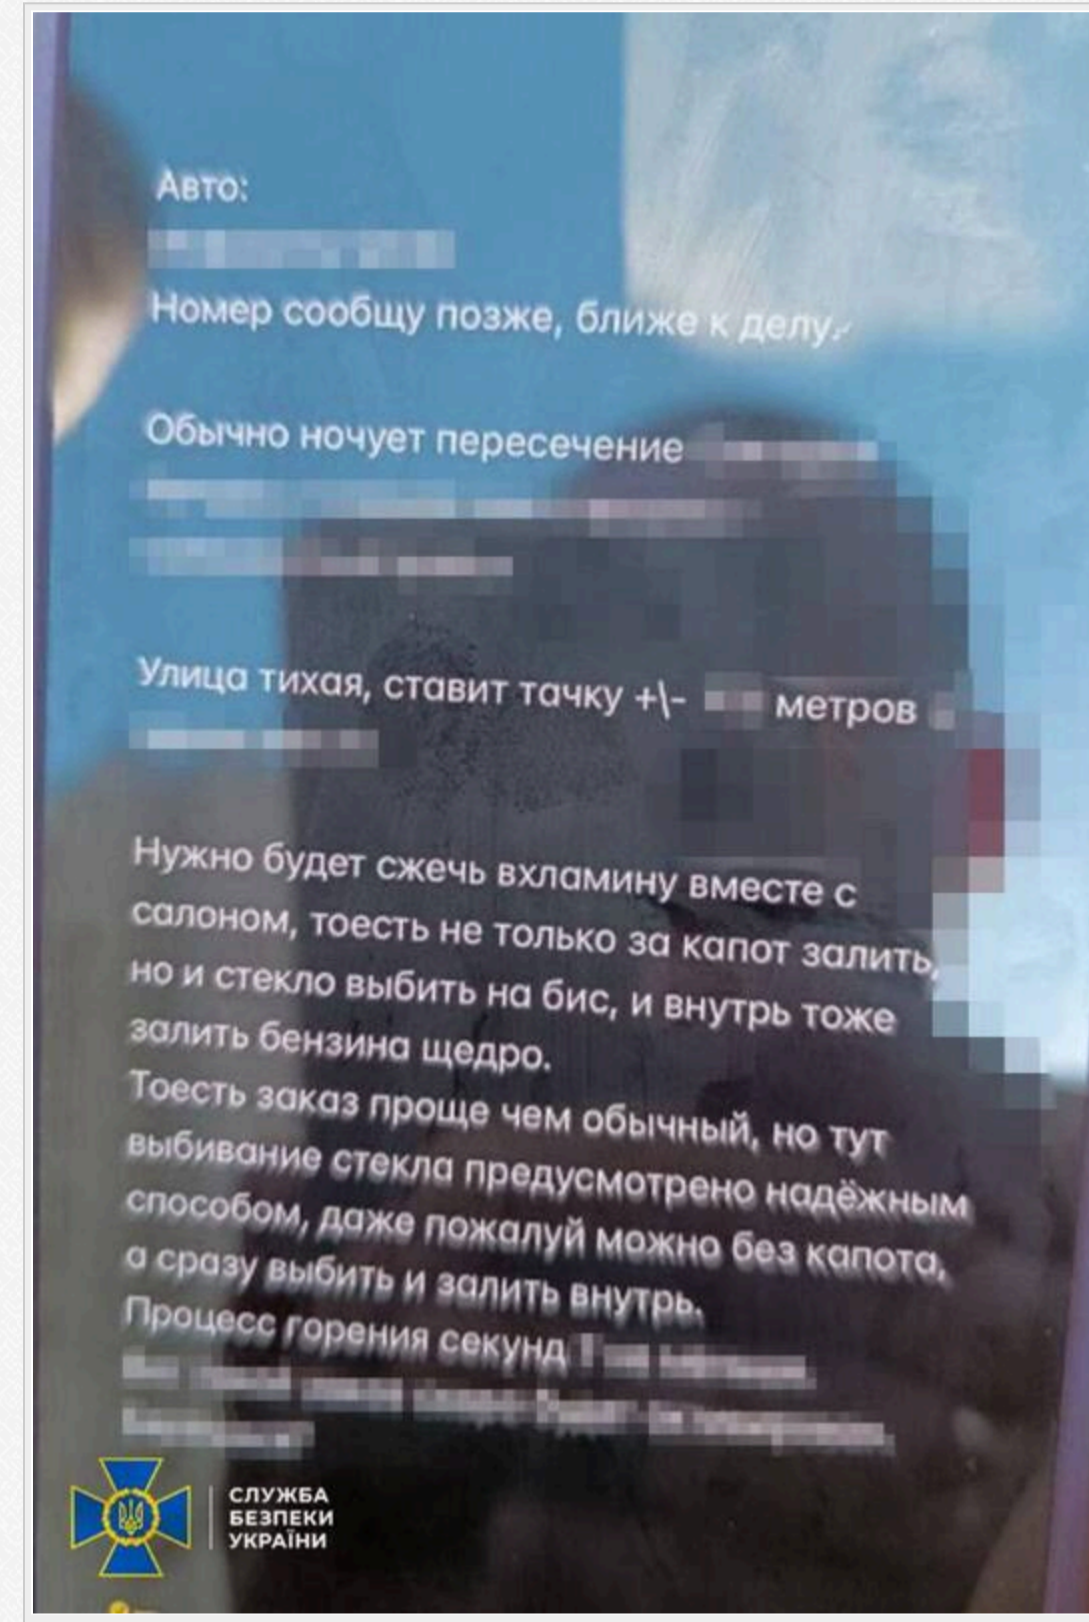 Авто:
Номер сообщу позже, ближе к делу.
Обычно ночует пересечение
Улица тихая, ставит тачку +\- метров
Нужно будет сжечь вхламину вместе с
салоном, тоесть не только за капот залить,
но и стекло выбить на бис, и внутрь тоже
залить бензина щедро.
Тоесть заказ проще чем обычный, но тут
выбивание стекла предусмотрено надёжным
способом, даже пожалуй можно без капота,
а сразу выбить и залить внутрь.
Процесс горения секунд
СЛУЖБА
БЕЗПЕКИ
УКРАЇНИ